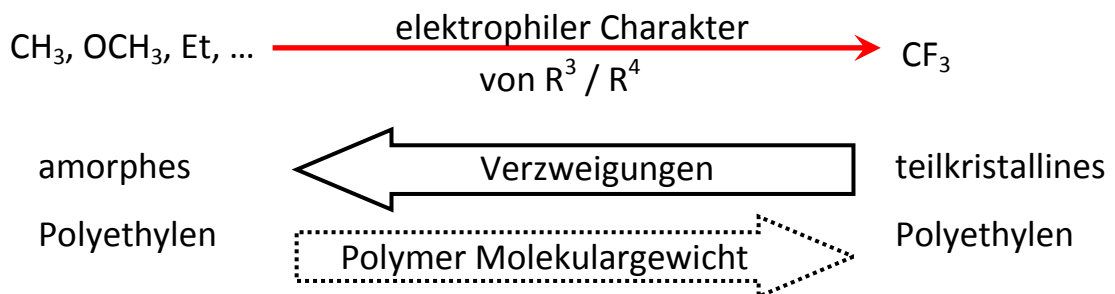 elektrophiler Charakter
CH₃, OCH₃, Et, ... CF₃
von R³ / R⁴
amorphes Verzweigungen teilkristallines
Polyethylen Polyethylen
Polymer Molekulargewicht